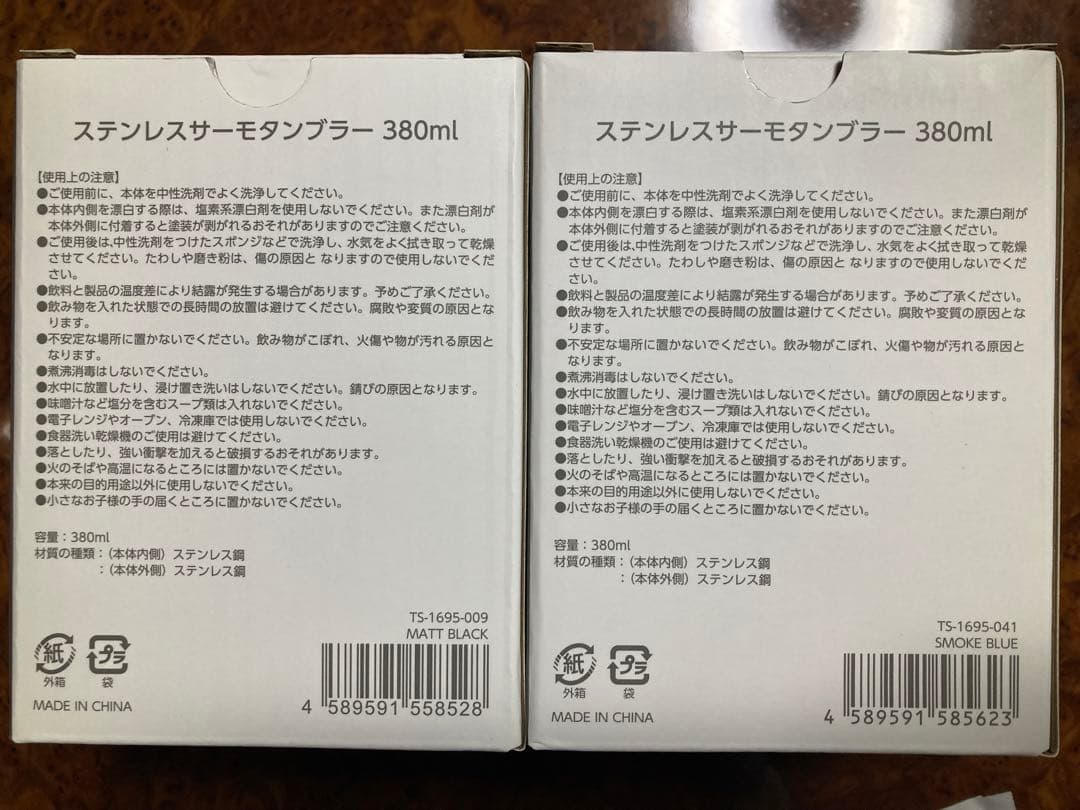 ステンレスサーモタンブラー 380ml
【使用上の注意】
●ご使用前に、本体を中性洗剤でよく洗浄してください。
●本体内側を漂白する際は、塩素系漂白剤を使用しないでください。また漂白剤が
本体外側に付着すると塗装が剥がれるおそれがありますのでご注意ください。
●ご使用後は、中性洗剤をつけたスポンジなどで洗浄し、水気をよく拭き取って乾燥
させてください。たわしや磨き粉は、傷の原因と なりますので使用しないでくだ
さい。
●飲料と製品の温度差により結露が発生する場合があります。予めご了承ください。
●飲み物を入れた状態での長時間の放置は避けてください。腐敗や変質の原因とな
ります。
●不安定な場所に置かないでください。飲み物がこぼれ、火傷や物が汚れる原因と
なります。
●煮沸消毒はしないでください。
●水中に放置したり、浸け置き洗いはしないでください。錆びの原因となります。
●味噌汁など塩分を含むスープ類は入れないでください。
●電子レンジやオーブン、冷凍庫では使用しないでください。
●食器洗い乾燥機のご使用は避けてください。
●落としたり、強い衝撃を加えると破損するおそれがあります。
●火のそばや高温になるところには置かないでください。
●本来の目的用途以外に使用しないでください。
●小さなお子様の手の届くところに置かないでください。
容量：380ml
材質の種類：（本体内側）ステンレス鋼
：（本体外側）ステンレス鋼
TS-1695-009
MATT BLACK
紙
外箱
プラ
袋
MADE IN CHINA
4 589591 558528
ステンレスサーモタンブラー 380ml
【使用上の注意】
●ご使用前に、本体を中性洗剤でよく洗浄してください。
●本体内側を漂白する際は、塩素系漂白剤を使用しないでください。また漂白剤が
本体外側に付着すると塗装が剥がれるおそれがありますのでご注意ください。
●ご使用後は、中性洗剤をつけたスポンジなどで洗浄し、水気をよく拭き取って乾燥
させてください。たわしや磨き粉は、傷の原因と なりますので使用しないでくだ
さい。
●飲料と製品の温度差により結露が発生する場合があります。予めご了承ください。
●飲み物を入れた状態での長時間の放置は避けてください。腐敗や変質の原因とな
ります。
●不安定な場所に置かないでください。飲み物がこぼれ、火傷や物が汚れる原因と
なります。
●煮沸消毒はしないでください。
●水中に放置したり、浸け置き洗いはしないでください。錆びの原因となります。
●味噌汁など塩分を含むスープ類は入れないでください。
●電子レンジやオーブン、冷凍庫では使用しないでください。
●食器洗い乾燥機のご使用は避けてください。
●落としたり、強い衝撃を加えると破損するおそれがあります。
●火のそばや高温になるところには置かないでください。
●本来の目的用途以外に使用しないでください。
●小さなお子様の手の届くところに置かないでください。
容量：380ml
材質の種類：（本体内側）ステンレス鋼
：（本体外側）ステンレス鋼
TS-1695-041
SMOKE BLUE
紙
外箱
プラ
袋
MADE IN CHINA
4 589591 585623